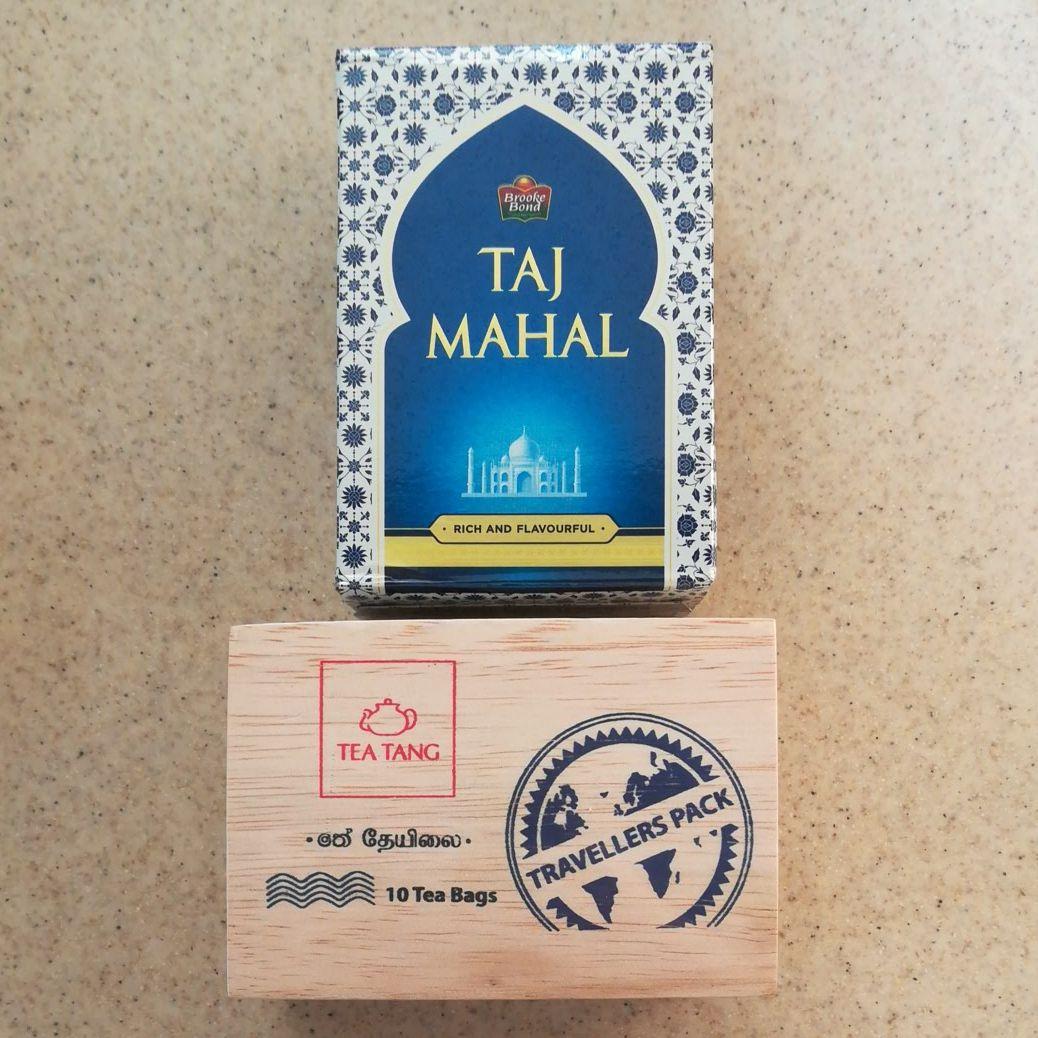 Brooke
Bond
TAJ
MAHAL
• RICH AND FLAVOURFUL •
TEA TANG
•තේ தேயிலை•
10 Tea Bags
TRAVELLERS PACK